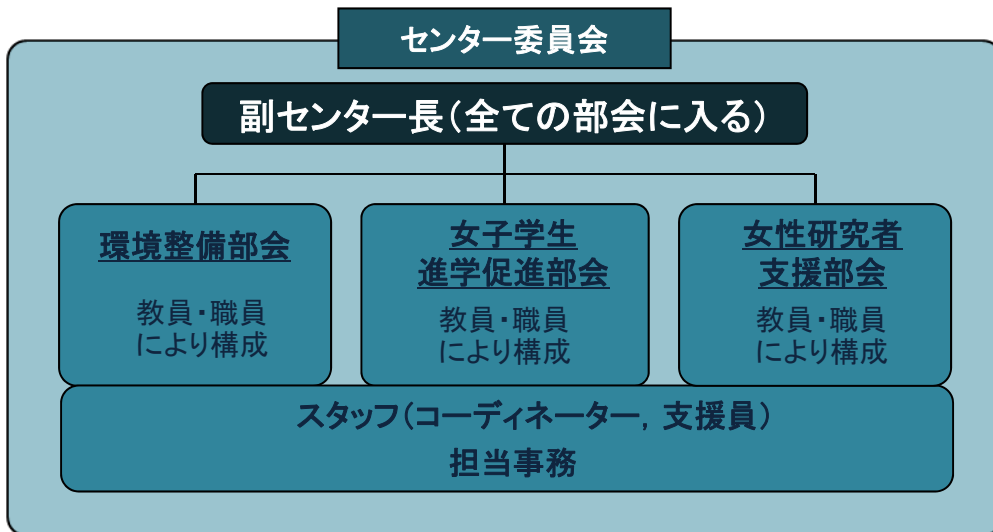 センター委員会
副センター長(全ての部会に入る)
環境整備部会
教員・職員
により構成
女子学生
進学促進部会
教員・職員
により構成
女性研究者
支援部会
教員・職員
により構成
スタッフ(コーディネーター, 支援員)
担当事務